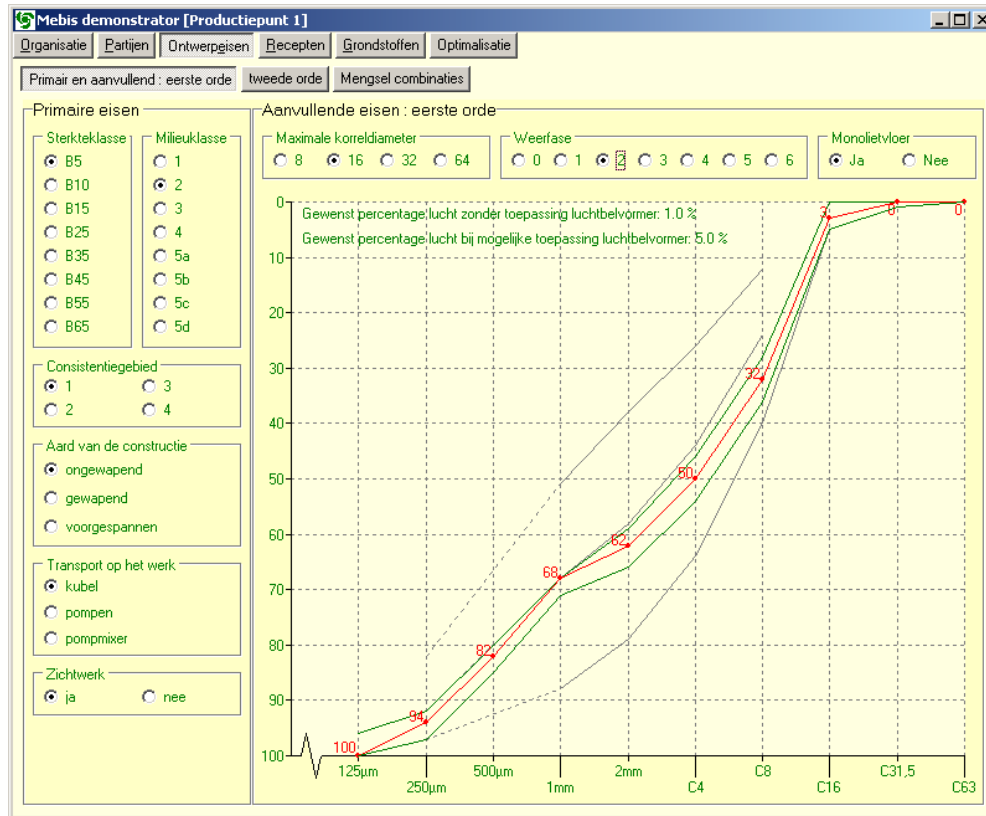 Mebis demonstrator [Productiepunt 1]
Organisatie Partijen Ontwerpeisen Recepten Grondstoffen Optimalisatie
Primair en aanvullend : eerste orde tweede orde Mengsel combinaties
Primaire eisen
Sterkteklasse
B5
B10
B15
B25
B35
B45
B55
B65
Milieuklasse
1
2
3
4
5a
5b
5c
5d
Consistentiegebied
1 3
2 4
Aard van de constructie
ongewapend
gewapend
voorgespannen
Transport op het werk
kubel
pompen
pompmixer
Zichtwerk
ja nee
Aanvullende eisen : eerste orde
Maximale korreldiameter
8 16 32 64
Weerfase
0 1 2 3 4 5 6
Monolietvloer
Ja Nee
Gewenst percentage lucht zonder toepassing luchtbelvormer: 1.0 %
Gewenst percentage lucht bij mogelijke toepassing luchtbelvormer: 5.0 %
0
10
20
30
40
50
60
70
80
90
100
100
94
82
68
62
50
32
3
0
0
125µm 500µm 2mm C8 C31,5
250µm 1mm C4 C16 C63